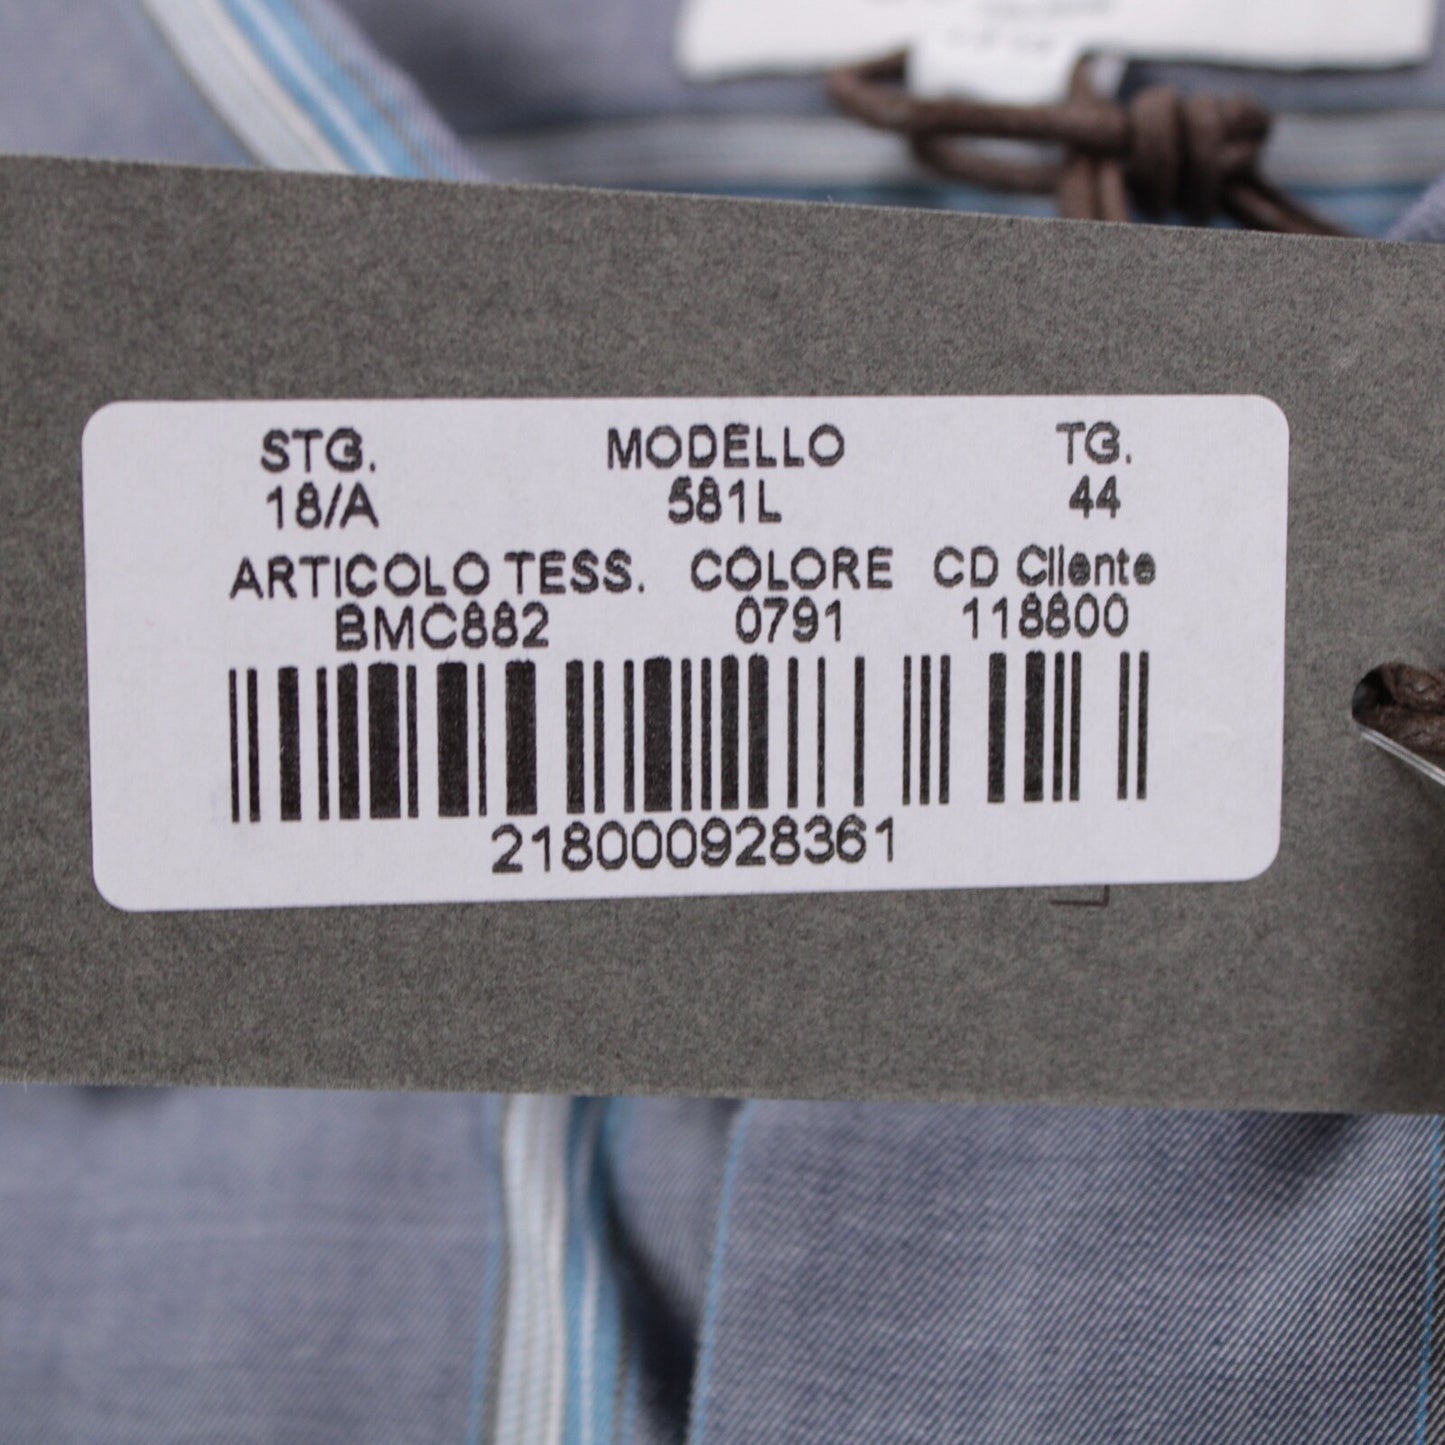 STG. MODELLO TG.
18/A 581L 44
ARTICOLO TESS. COLORE CD Cliente
BMC882 0791 118800
218000928361